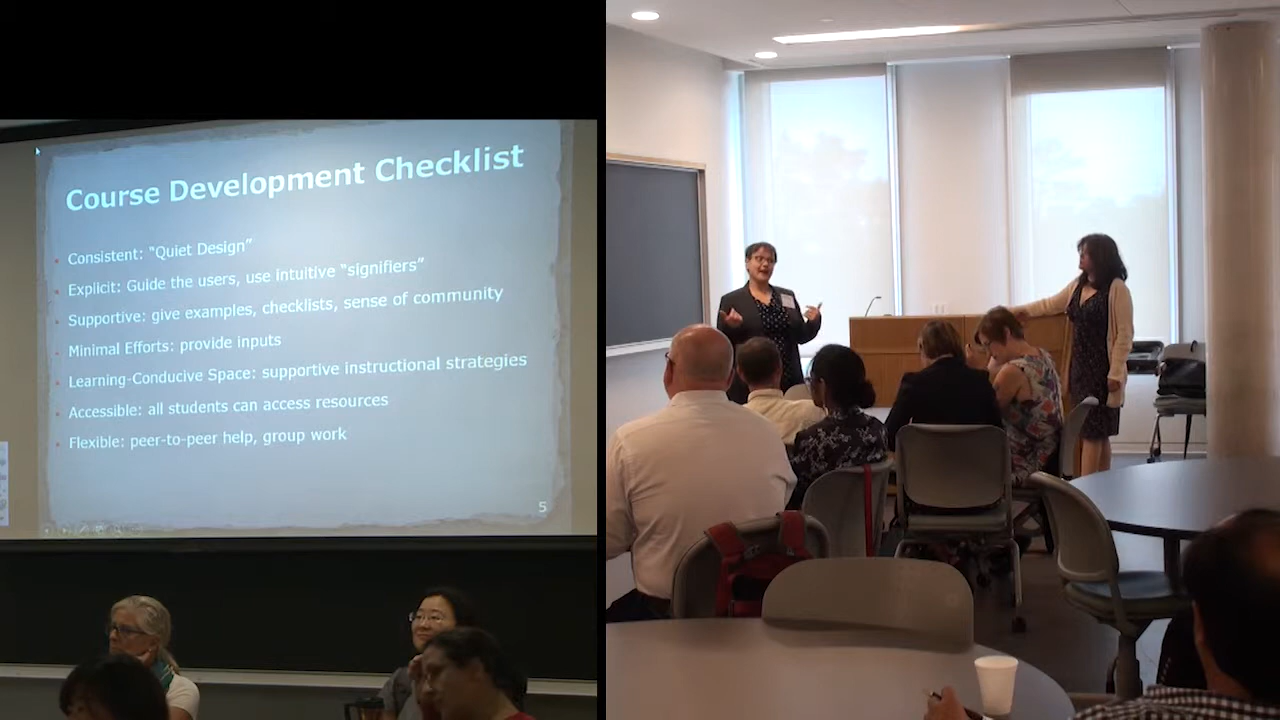 Course Development Checklist
Consistent: “Quiet Design”
Explicit: Guide the users, use intuitive “signifiers”
Supportive: give examples, checklists, sense of community
Minimal Efforts: provide inputs
Learning-Conducive Space: supportive instructional strategies
Accessible: all students can access resources
Flexible: peer-to-peer help, group work
5